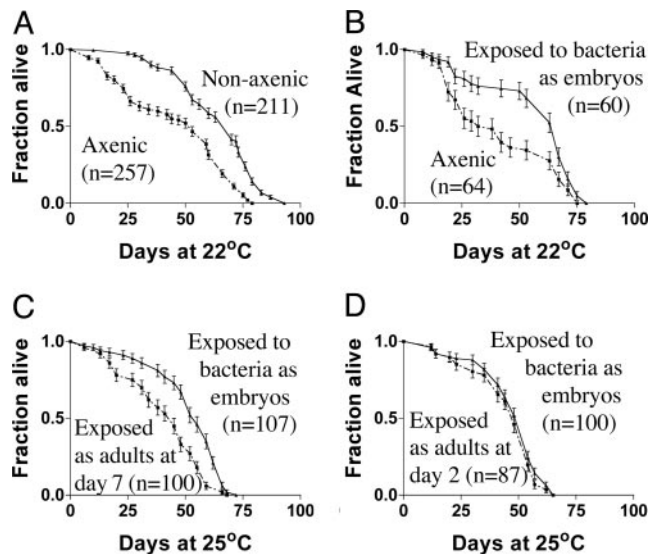 A
Fraction alive
1.0
0.5
0.0
Non-axenic
(n=211)
Axenic
(n=257)
0 25 50 75 100
Days at 22°C
B
Fraction Alive
1.0
0.5
0.0
Exposed to bacteria
as embryos
(n=60)
Axenic
(n=64)
0 25 50 75 100
Days at 22°C
C
Fraction alive
1.0
0.5
0.0
Exposed to
bacteria as
embryos
(n=107)
Exposed
as adults at
day 7 (n=100)
0 25 50 75 100
Days at 25°C
D
Fraction alive
1.0
0.5
0.0
Exposed to
bacteria as
embryos
(n=100)
Exposed
as adults at
day 2 (n=87)
0 25 50 75 100
Days at 25°C